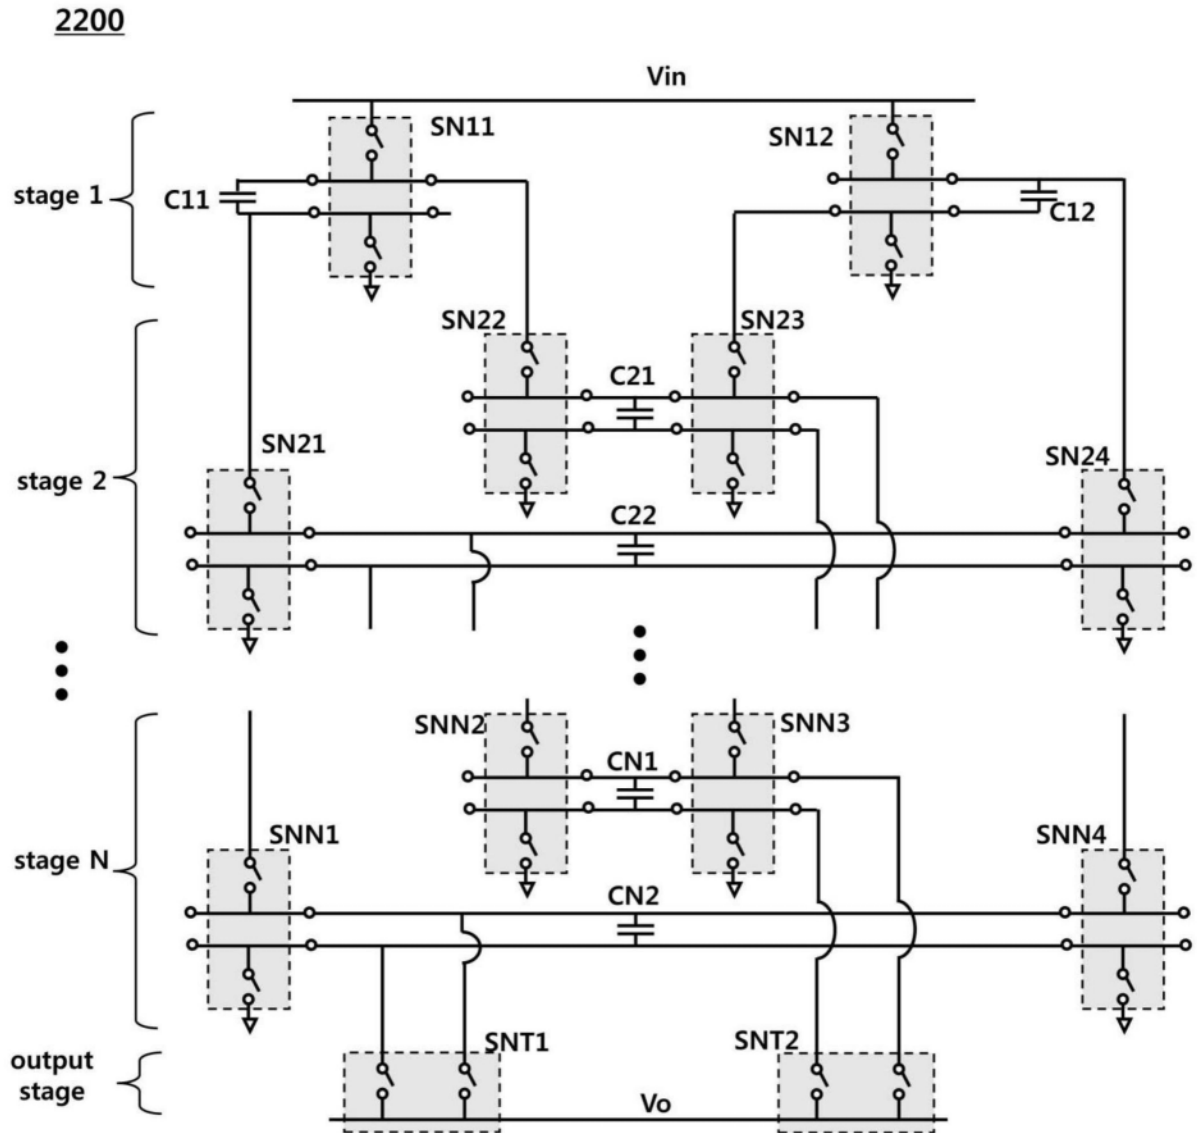 2200
Vin
SN11
SN12
stage 1
C11
C12
SN22
SN23
C21
SN21
SN24
stage 2
C22
SNN2
SNN3
CN1
SNN1
SNN4
stage N
CN2
SNT1
SNT2
output
stage
Vo